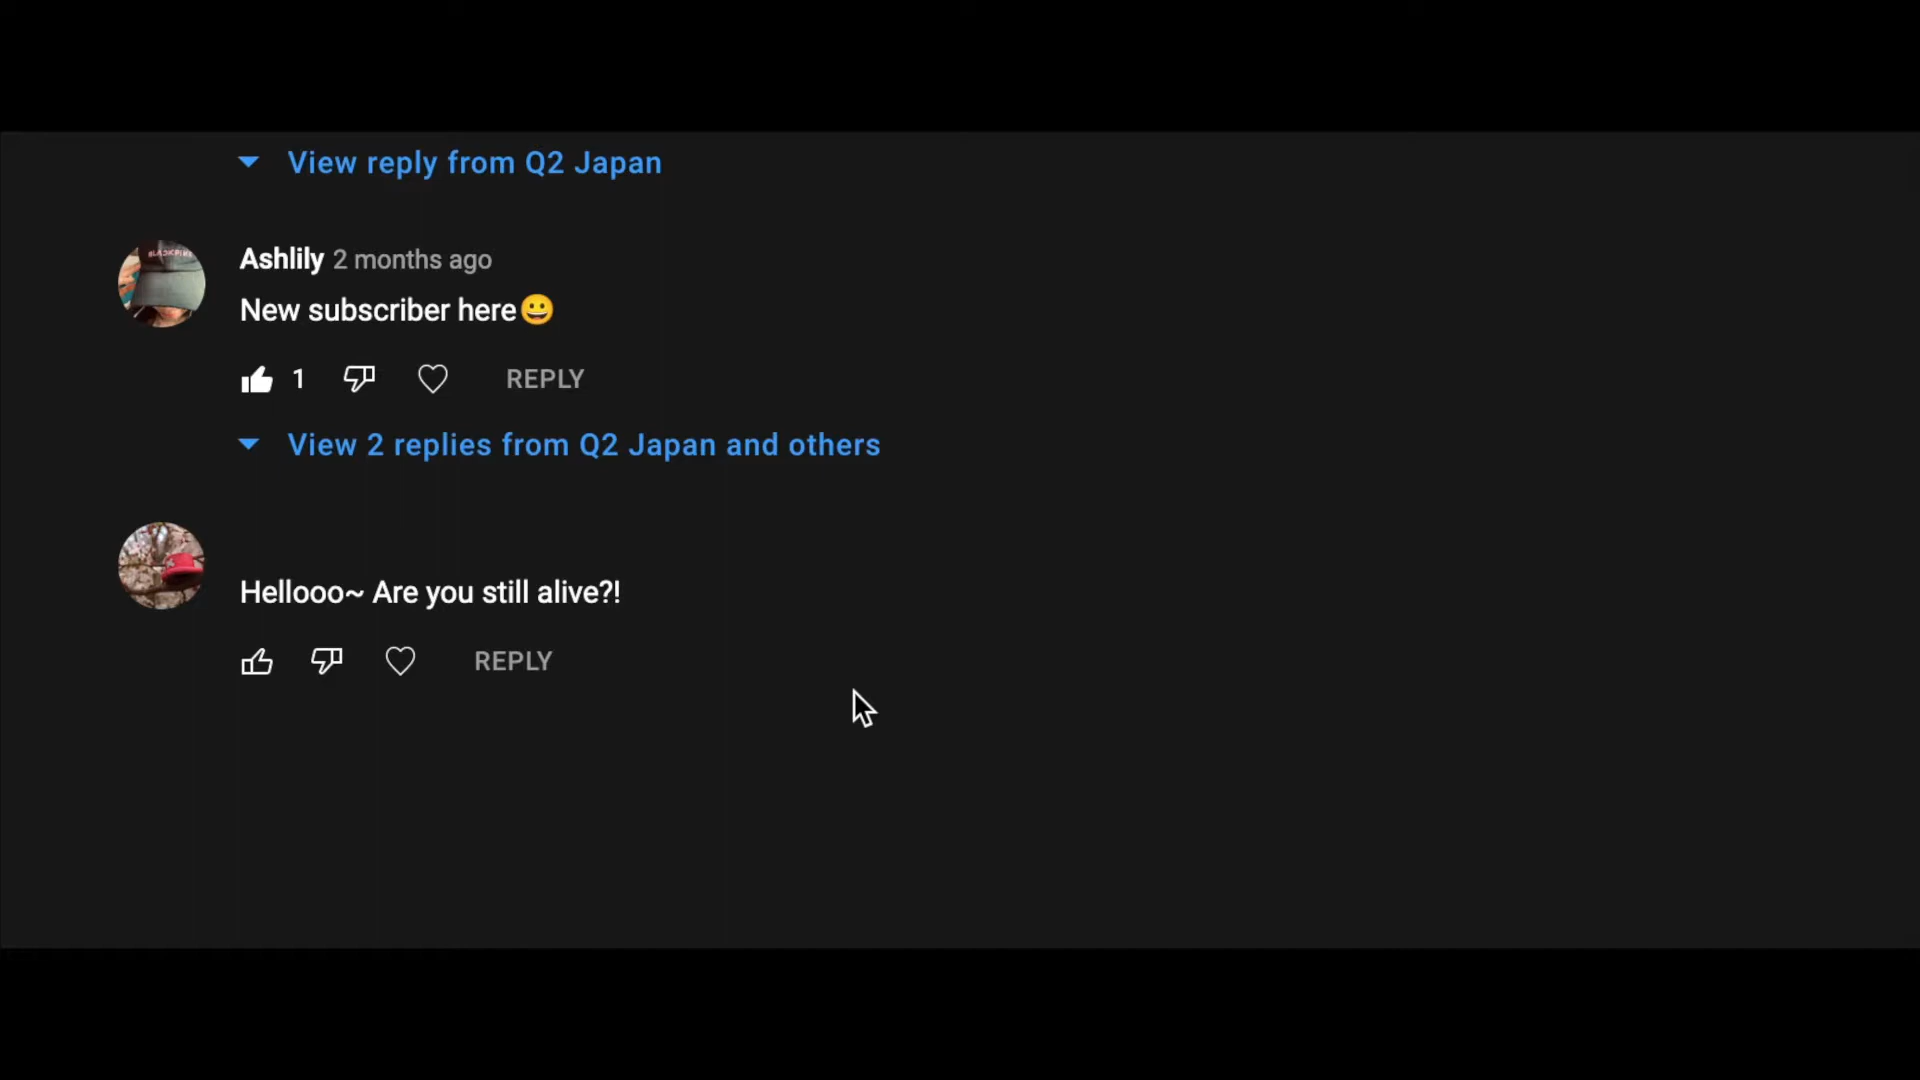 View reply from Q2 Japan
Ashlily 2 months ago
New subscriber here😀
1 REPLY
View 2 replies from Q2 Japan and others
Hellooo~ Are you still alive?!
REPLY